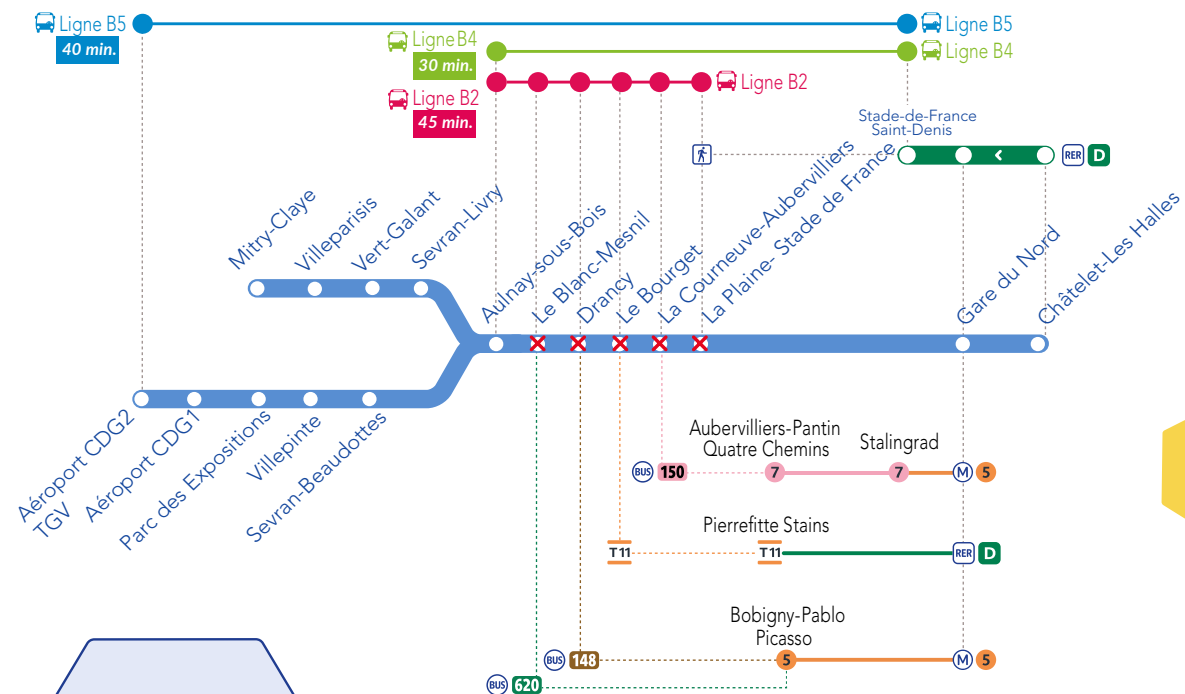 Ligne B5
40 min.
Ligne B5
Ligne B4
30 min.
Ligne B4
Ligne B2
45 min.
Ligne B2
Stade-de-France
Saint-Denis
RER D
Mitry-Claye
Villeparisis
Vert-Galant
Sevran-Livry
Aulnay-sous-Bois
Le Blanc-Mesnil
Drancy
Le Bourget
La Courneuve-Aubervilliers
La Plaine- Stade de France
Gare du Nord
Châtelet-Les Halles
Aéroport CDG2
TGV
Aéroport CDG1
Parc des Expositions
Villepinte
Sevran-Beaudottes
Aubervilliers-Pantin
Quatre Chemins
Stalingrad
BUS 150
7
7
M 5
Pierrefitte Stains
T11
T11
RER D
Bobigny-Pablo
Picasso
BUS 148
5
M 5
BUS 620